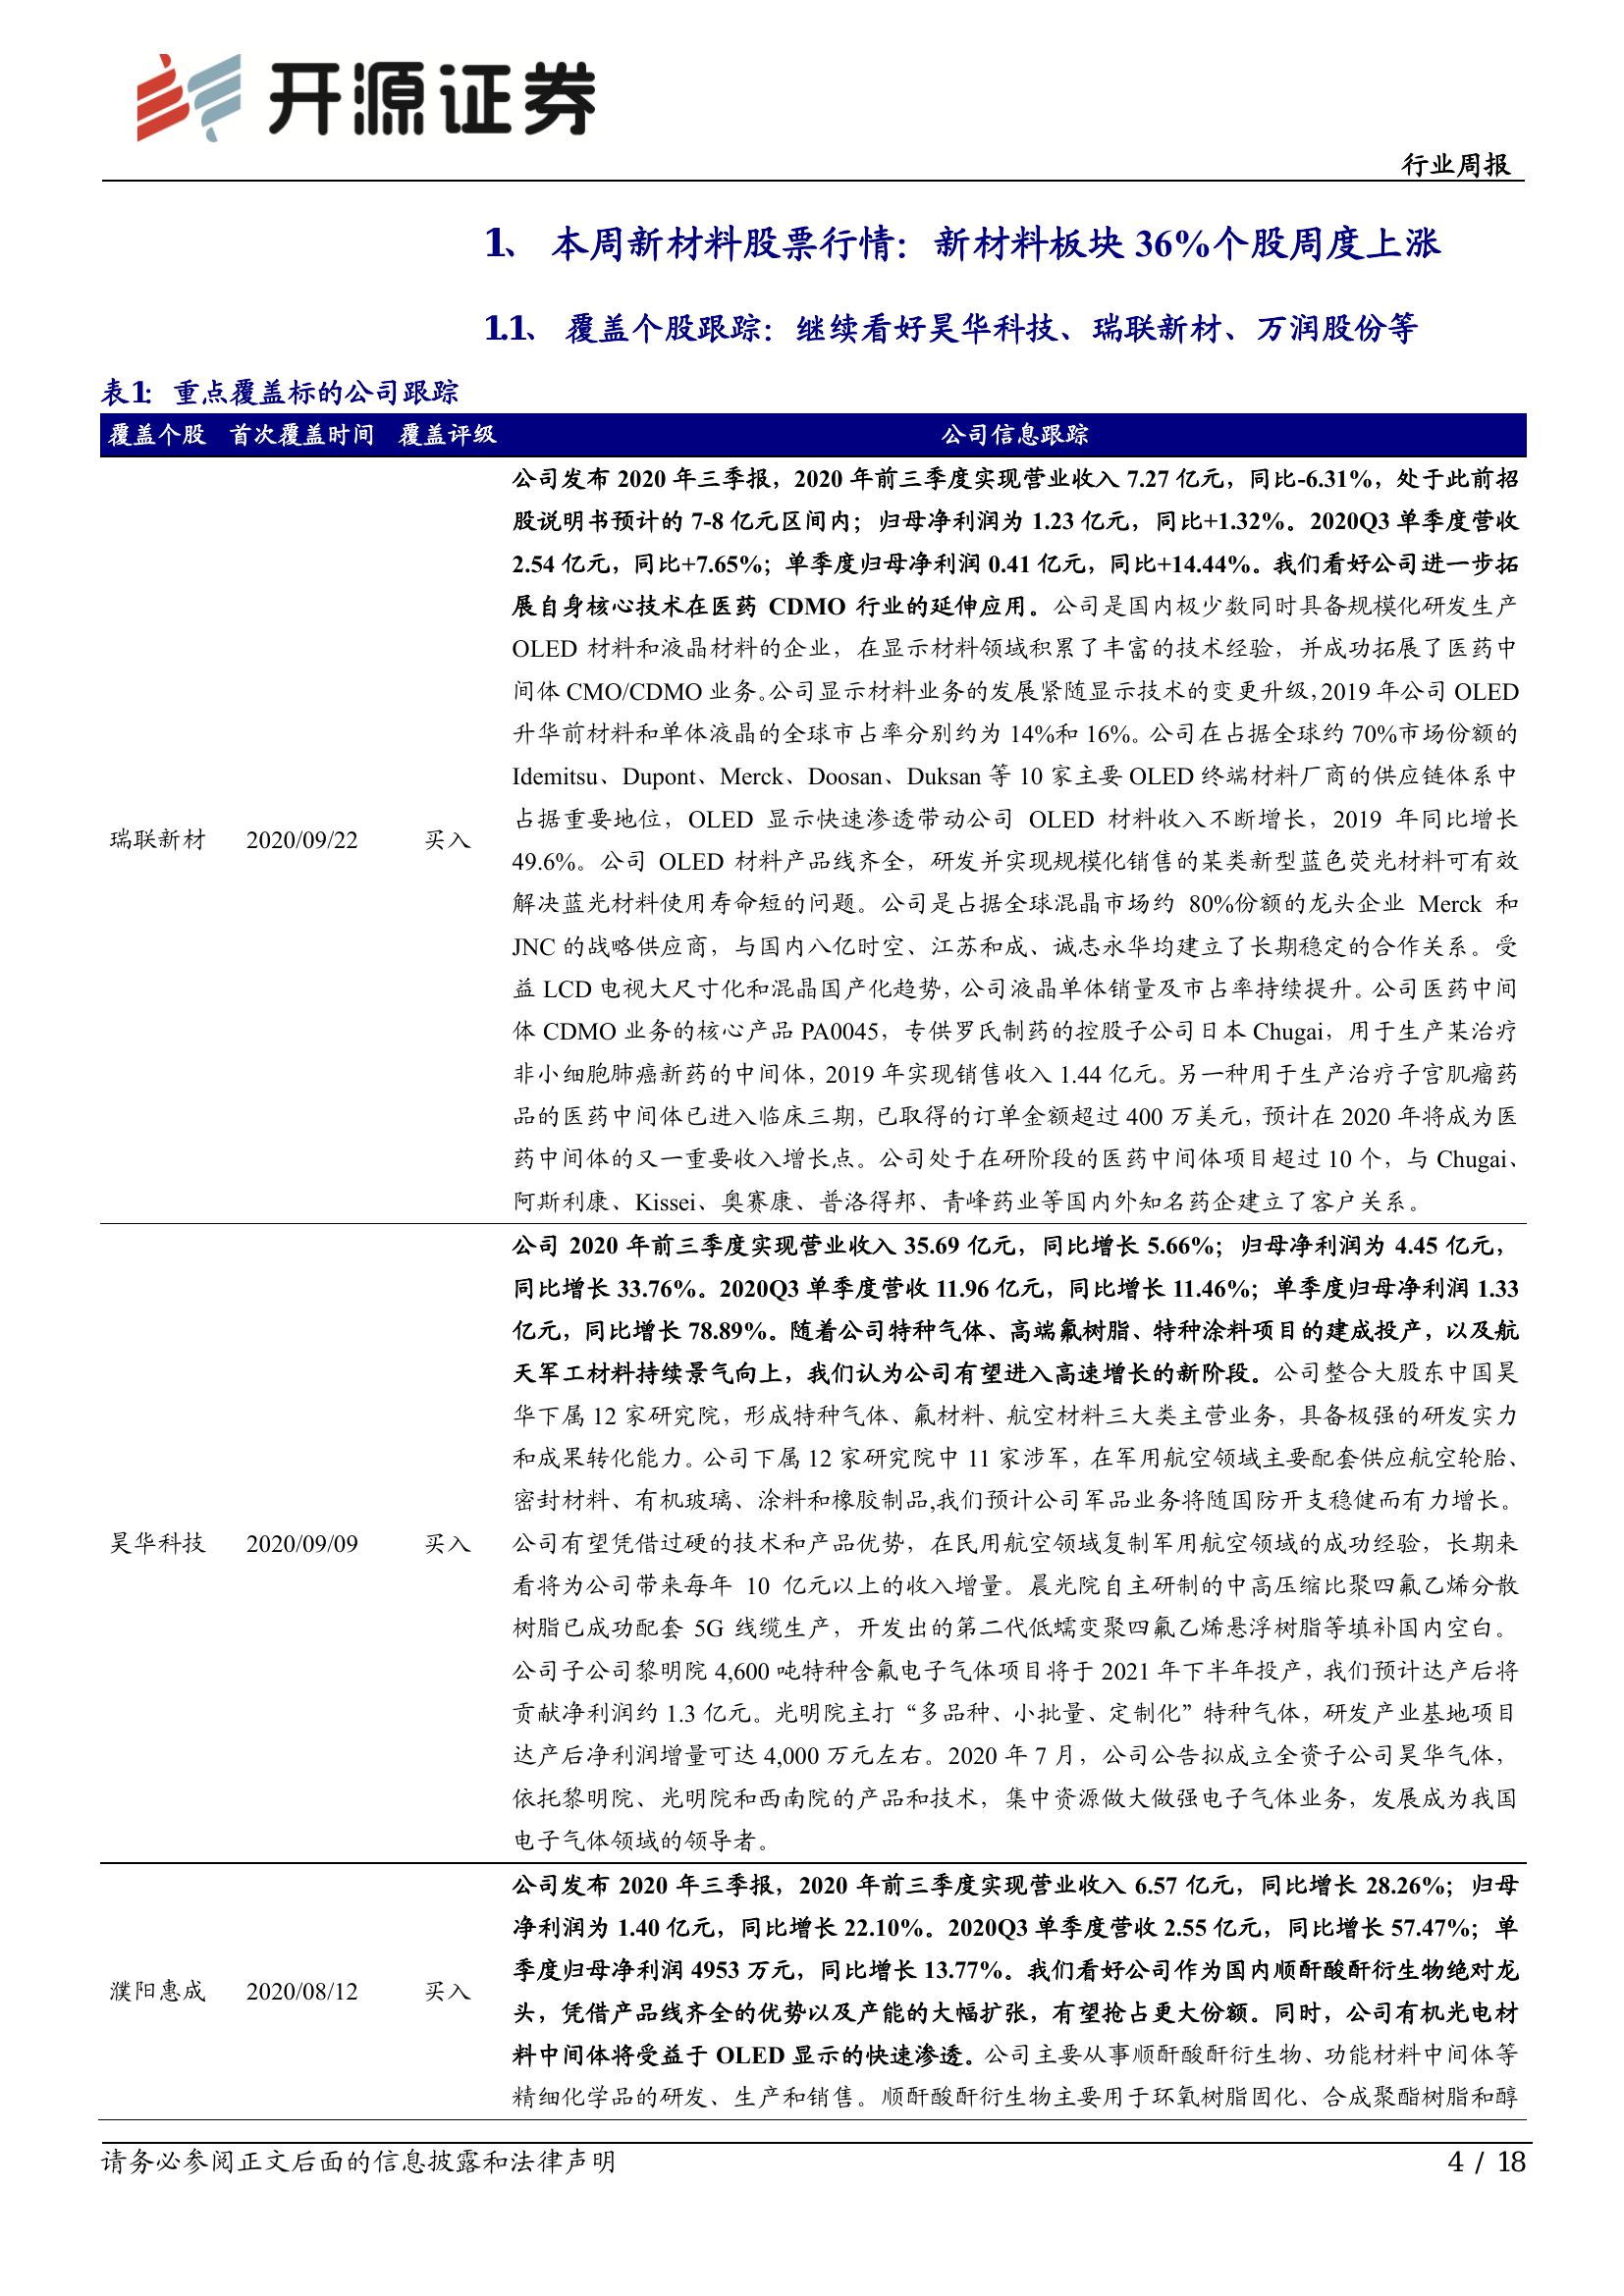 开源证券
行业周报
1、 本周新材料股票行情：新材料板块 36%个股周度上涨
1.1、 覆盖个股跟踪：继续看好昊华科技、瑞联新材、万润股份等
表1：重点覆盖标的公司跟踪
覆盖个股 首次覆盖时间 覆盖评级 公司信息跟踪
公司发布 2020 年三季报，2020 年前三季度实现营业收入 7.27 亿元，同比-6.31%，处于此前招
股说明书预计的 7-8 亿元区间内；归母净利润为 1.23 亿元，同比+1.32%。2020Q3 单季度营收
2.54 亿元，同比+7.65%；单季度归母净利润 0.41 亿元，同比+14.44%。我们看好公司进一步拓
展自身核心技术在医药 CDMO 行业的延伸应用。公司是国内极少数同时具备规模化研发生产
OLED 材料和液晶材料的企业，在显示材料领域积累了丰富的技术经验，并成功拓展了医药中
间体 CMO/CDMO 业务。公司显示材料业务的发展紧随显示技术的变更升级，2019 年公司 OLED
升华前材料和单体液晶的全球市占率分别约为 14%和 16%。公司在占据全球约 70%市场份额的
Idemitsu、Dupont、Merck、Doosan、Duksan 等 10 家主要 OLED 终端材料厂商的供应链体系中
占据重要地位，OLED 显示快速渗透带动公司 OLED 材料收入不断增长，2019 年同比增长
瑞联新材 2020/09/22 买入
49.6%。公司 OLED 材料产品线齐全，研发并实现规模化销售的某类新型蓝色荧光材料可有效
解决蓝光材料使用寿命短的问题。公司是占据全球混晶市场约 80%份额的龙头企业 Merck 和
JNC 的战略供应商，与国内八亿时空、江苏和成、诚志永华均建立了长期稳定的合作关系。受
益 LCD 电视大尺寸化和混晶国产化趋势，公司液晶单体销量及市占率持续提升。公司医药中间
体 CDMO 业务的核心产品 PA0045，专供罗氏制药的控股子公司日本 Chugai，用于生产某治疗
非小细胞肺癌新药的中间体，2019 年实现销售收入 1.44 亿元。另一种用于生产治疗子宫肌瘤药
品的医药中间体已进入临床三期，已取得的订单金额超过 400 万美元，预计在 2020 年将成为医
药中间体的又一重要收入增长点。公司处于在研阶段的医药中间体项目超过 10 个，与 Chugai、
阿斯利康、Kissei、奥赛康、普洛得邦、青峰药业等国内外知名药企建立了客户关系。
公司 2020 年前三季度实现营业收入 35.69 亿元，同比增长 5.66%；归母净利润为 4.45 亿元，
同比增长 33.76%。2020Q3 单季度营收 11.96 亿元，同比增长 11.46%；单季度归母净利润 1.33
亿元，同比增长 78.89%。随着公司特种气体、高端氟树脂、特种涂料项目的建成投产，以及航
天军工材料持续景气向上，我们认为公司有望进入高速增长的新阶段。公司整合大股东中国昊
华下属 12 家研究院，形成特种气体、氟材料、航空材料三大类主营业务，具备极强的研发实力
和成果转化能力。公司下属 12 家研究院中 11 家涉军，在军用航空领域主要配套供应航空轮胎、
密封材料、有机玻璃、涂料和橡胶制品,我们预计公司军品业务将随国防开支稳健而有力增长。
昊华科技 2020/09/09 买入 公司有望凭借过硬的技术和产品优势，在民用航空领域复制军用航空领域的成功经验，长期来
看将为公司带来每年 10 亿元以上的收入增量。晨光院自主研制的中高压缩比聚四氟乙烯分散
树脂已成功配套 5G 线缆生产，开发出的第二代低蠕变聚四氟乙烯悬浮树脂等填补国内空白。
公司子公司黎明院 4,600 吨特种含氟电子气体项目将于 2021 年下半年投产，我们预计达产后将
贡献净利润约 1.3 亿元。光明院主打“多品种、小批量、定制化”特种气体，研发产业基地项目
达产后净利润增量可达 4,000 万元左右。2020 年 7 月，公司公告拟成立全资子公司昊华气体，
依托黎明院、光明院和西南院的产品和技术，集中资源做大做强电子气体业务，发展成为我国
电子气体领域的领导者。
公司发布 2020 年三季报，2020 年前三季度实现营业收入 6.57 亿元，同比增长 28.26%；归母
净利润为 1.40 亿元，同比增长 22.10%。2020Q3 单季度营收 2.55 亿元，同比增长 57.47%；单
季度归母净利润 4953 万元，同比增长 13.77%。我们看好公司作为国内顺酐酸酐衍生物绝对龙
濮阳惠成 2020/08/12 买入
头，凭借产品线齐全的优势以及产能的大幅扩张，有望抢占更大份额。同时，公司有机光电材
料中间体将受益于 OLED 显示的快速渗透。公司主要从事顺酐酸酐衍生物、功能材料中间体等
精细化学品的研发、生产和销售。顺酐酸酐衍生物主要用于环氧树脂固化、合成聚酯树脂和醇
请务必参阅正文后面的信息披露和法律声明
4 / 18